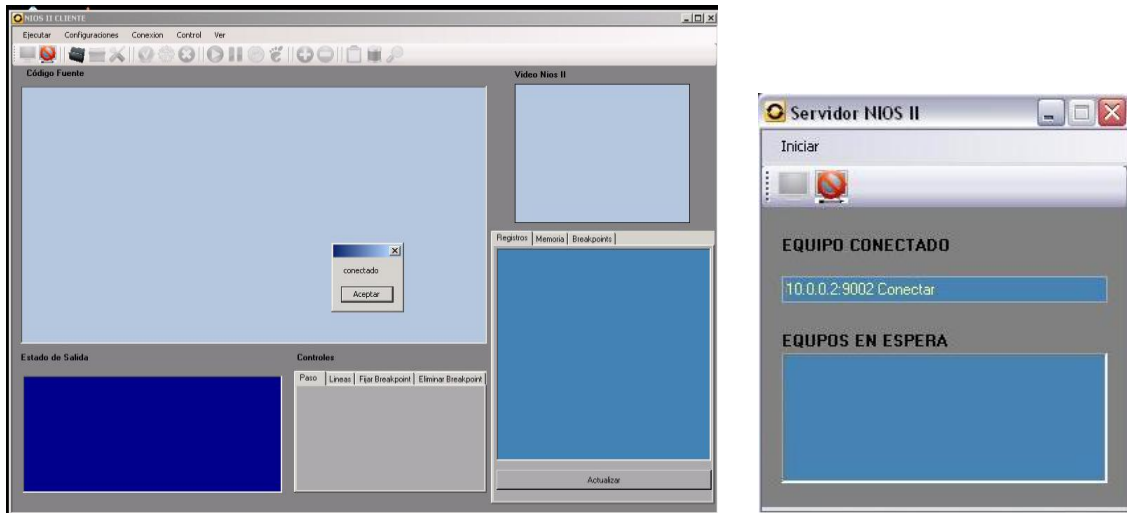 NIOS II CLIENTE
Ejecutar Configuraciones Conexion Control Ver
Código Fuente
Video Nios II
conectado
Aceptar
Registros Memoria Breakpoints
Estado de Salida
Controles
Paso Lineas Fijar Breakpoint Eliminar Breakpoint
Actualizar
Servidor NIOS II
Iniciar
EQUIPO CONECTADO
10.0.0.2:9002 Conectar
EQUPOS EN ESPERA